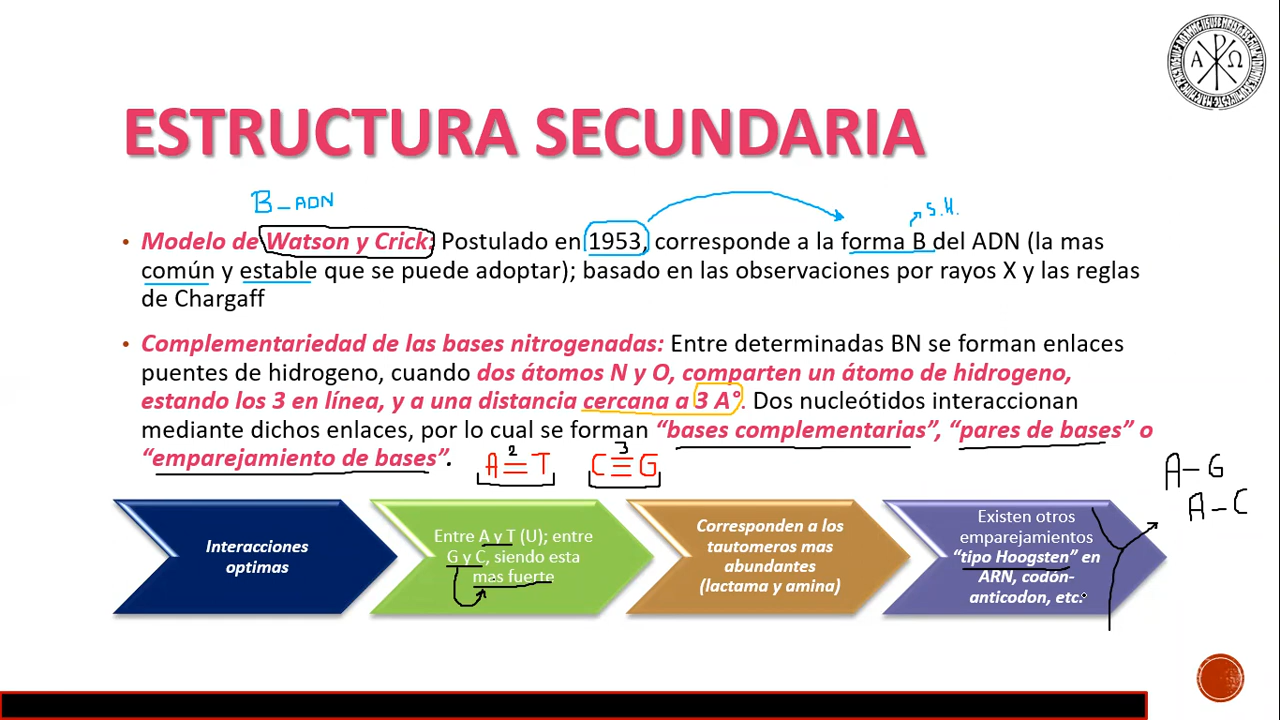 ESTRUCTURA SECUNDARIA
B-ADN
S.H.
• Modelo de Watson y Crick: Postulado en 1953, corresponde a la forma B del ADN (la mas
común y estable que se puede adoptar); basado en las observaciones por rayos X y las reglas
de Chargaff
• Complementariedad de las bases nitrogenadas: Entre determinadas BN se forman enlaces
puentes de hidrogeno, cuando dos átomos N y O, comparten un átomo de hidrogeno,
estando los 3 en línea, y a una distancia cercana a 3 A°. Dos nucleótidos interaccionan
mediante dichos enlaces, por lo cual se forman “bases complementarias”, “pares de bases” o
“emparejamiento de bases”.
2
A=T
3
C≡G
A-G
A-C
Interacciones
optimas
Entre A y T (U); entre
G y C, siendo esta
mas fuerte
Corresponden a los
tautomeros mas
abundantes
(lactama y amina)
Existen otros
emparejamientos
“tipo Hoogsten” en
ARN, codón-
anticodon, etc.